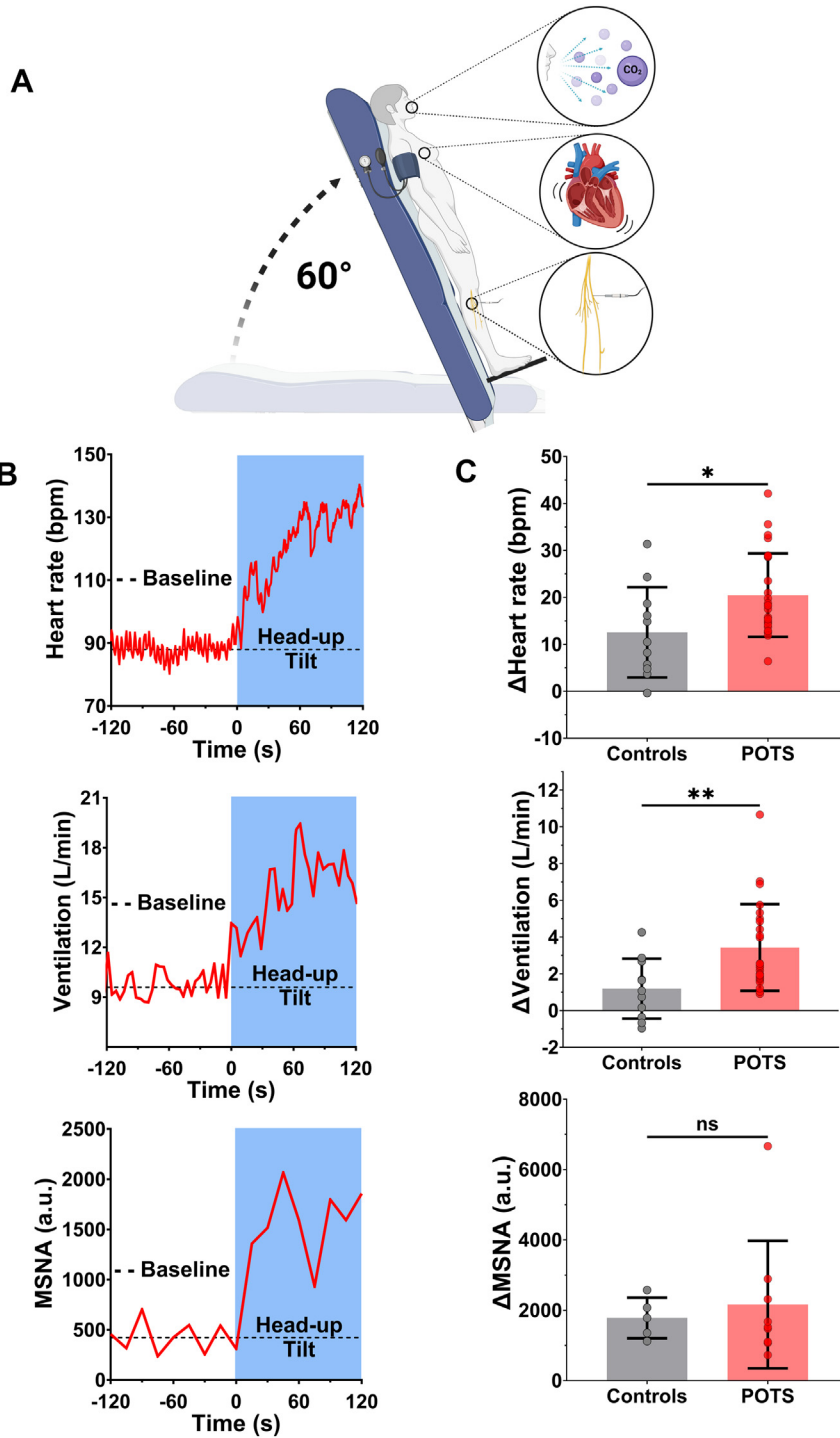 A
CO₂
60°
B
150
130
110
90
70
Heart rate (bpm)
-- Baseline
Head-up
Tilt
-120
-60
0
60
120
Time (s)
C
50
40
30
20
10
0
-10
ΔHeart rate (bpm)
*
Controls
POTS
21
18
15
12
9
Ventilation (L/min)
-- Baseline
Head-up
Tilt
-120
-60
0
60
120
Time (s)
12
10
8
6
4
2
0
-2
ΔVentilation (L/min)
**
Controls
POTS
2500
2000
1500
1000
500
0
MSNA (a.u.)
-- Baseline
Head-up
Tilt
-120
-60
0
60
120
Time (s)
8000
6000
4000
2000
0
ΔMSNA (a.u.)
ns
Controls
POTS